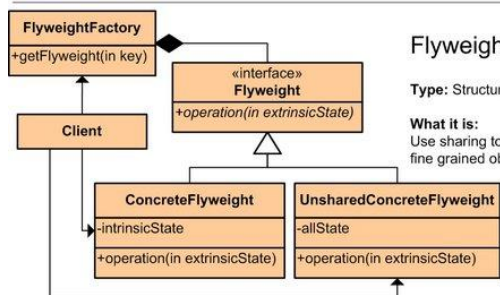 FlyweightFactory
+getFlyweight(in key)
«interface»
Flyweight
+operation(in extrinsicState)
Client
ConcreteFlyweight
-intrinsicState
+operation(in extrinsicState)
UnsharedConcreteFlyweight
-allState
+operation(in extrinsicState)
Flyweigh
Type: Structur
What it is:
Use sharing to
fine grained ob